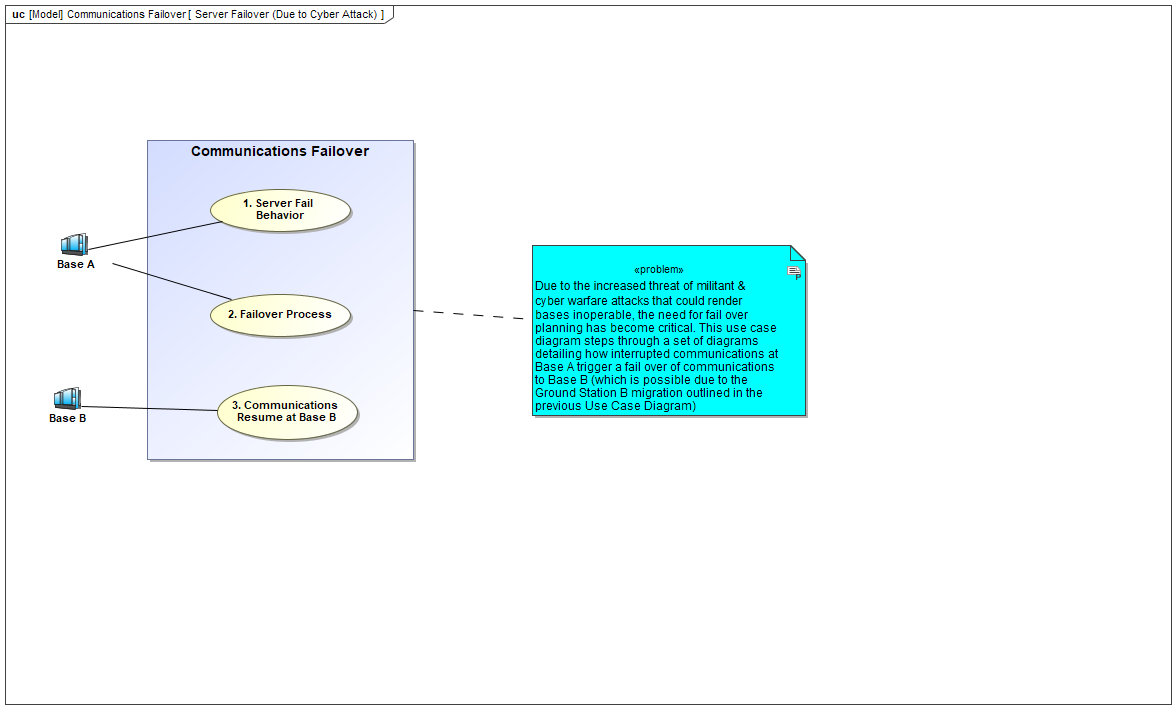 uc [Model] Communications Failover [ Server Failover (Due to Cyber Attack) ]
Communications Failover
1. Server Fail
Behavior
Base A
2. Failover Process
Base B
3. Communications
Resume at Base B
«problem»
Due to the increased threat of militant &
cyber warfare attacks that could render
bases inoperable, the need for fail over
planning has become critical. This use case
diagram steps through a set of diagrams
detailing how interrupted communications at
Base A trigger a fail over of communications
to Base B (which is possible due to the
Ground Station B migration outlined in the
previous Use Case Diagram)